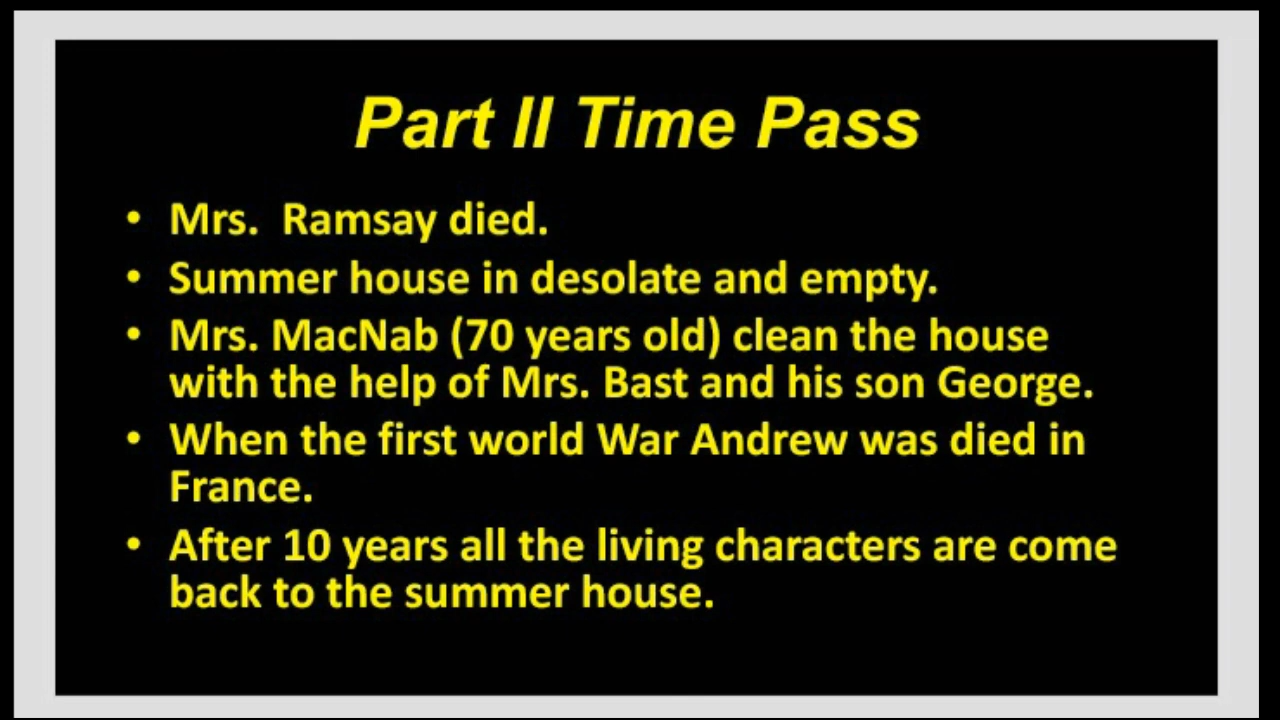 Part II Time Pass
• Mrs.  Ramsay died.
• Summer house in desolate and empty.
• Mrs. MacNab (70 years old) clean the house
with the help of Mrs. Bast and his son George.
• When the first world War Andrew was died in
France.
• After 10 years all the living characters are come
back to the summer house.